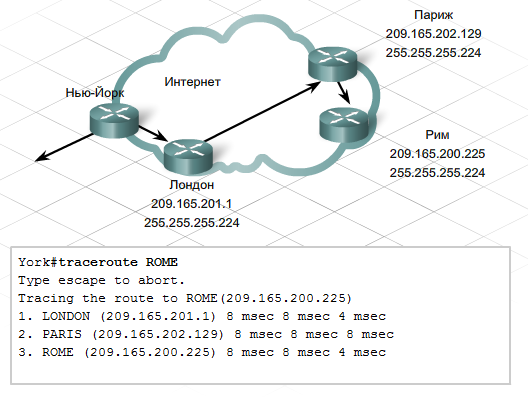 Париж
209.165.202.129
255.255.255.224
Интернет
Нью-Йорк
Рим
209.165.200.225
255.255.255.224
Лондон
209.165.201.1
255.255.255.224
York#traceroute ROME
Type escape to abort.
Tracing the route to ROME(209.165.200.225)
1. LONDON (209.165.201.1) 8 msec 8 msec 4 msec
2. PARIS (209.165.202.129) 8 msec 8 msec 8 msec
3. ROME (209.165.200.225) 8 msec 8 msec 4 msec